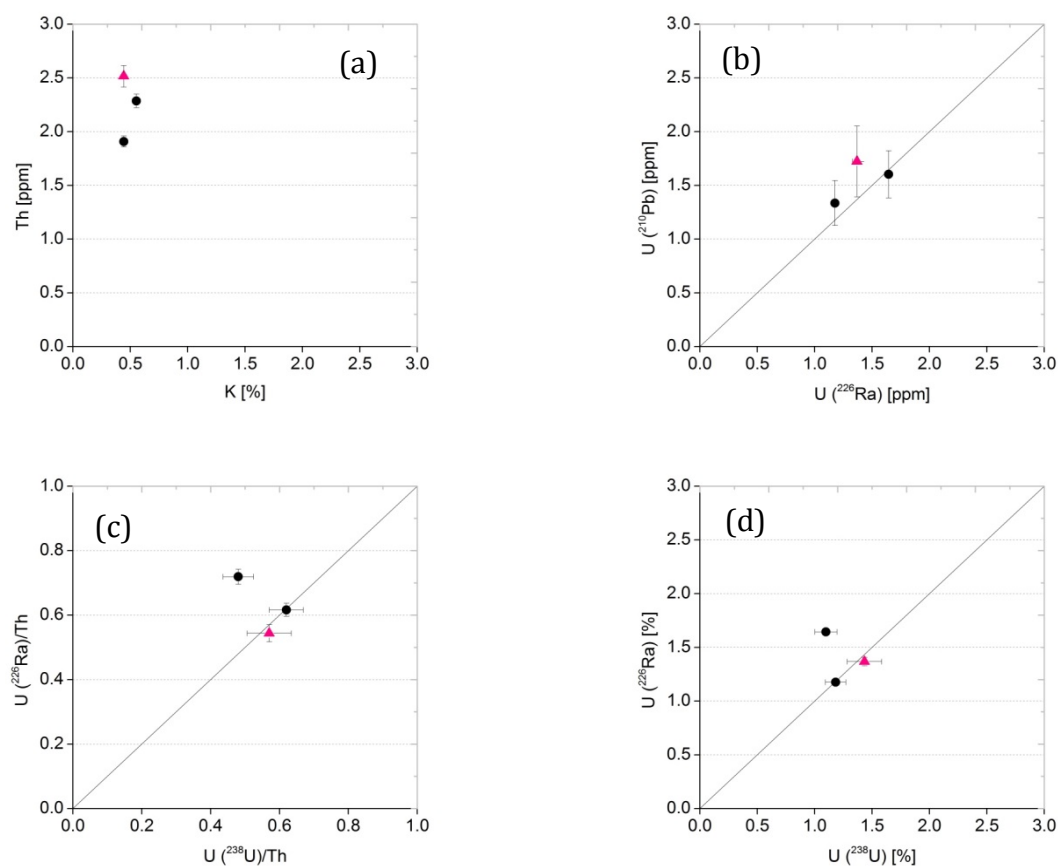 (a)
3.0
2.5
2.0
1.5
1.0
0.5
0.0
Th [ppm]
0.0 0.5 1.0 1.5 2.0 2.5 3.0
K [%]
(b)
3.0
2.5
2.0
1.5
1.0
0.5
0.0
U (²¹⁰Pb) [ppm]
0.0 0.5 1.0 1.5 2.0 2.5 3.0
U (²²⁶Ra) [ppm]
(c)
1.0
0.8
0.6
0.4
0.2
0.0
U (²²⁶Ra)/Th
0.0 0.2 0.4 0.6 0.8 1.0
U (²³⁸U)/Th
(d)
3.0
2.5
2.0
1.5
1.0
0.5
0.0
U (²²⁶Ra) [%]
0.0 0.5 1.0 1.5 2.0 2.5 3.0
U (²³⁸U) [%]